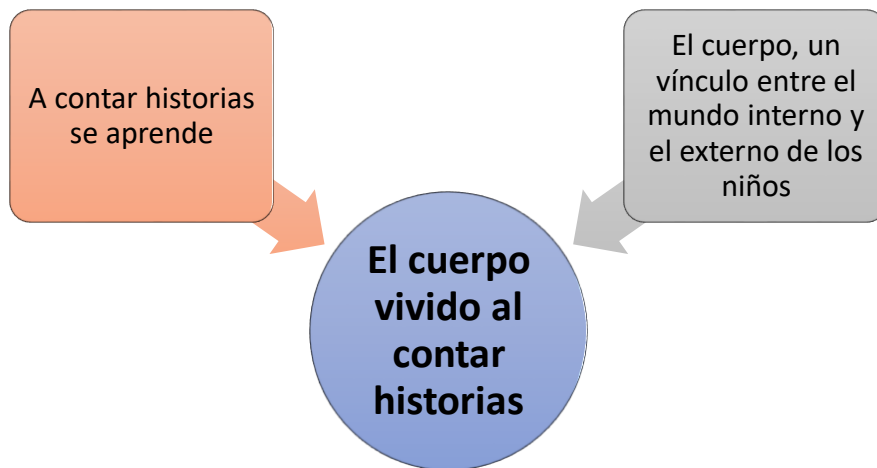 A contar historias
se aprende
El cuerpo, un
vínculo entre el
mundo interno y
el externo de los
niños
El cuerpo
vivido al
contar
historias